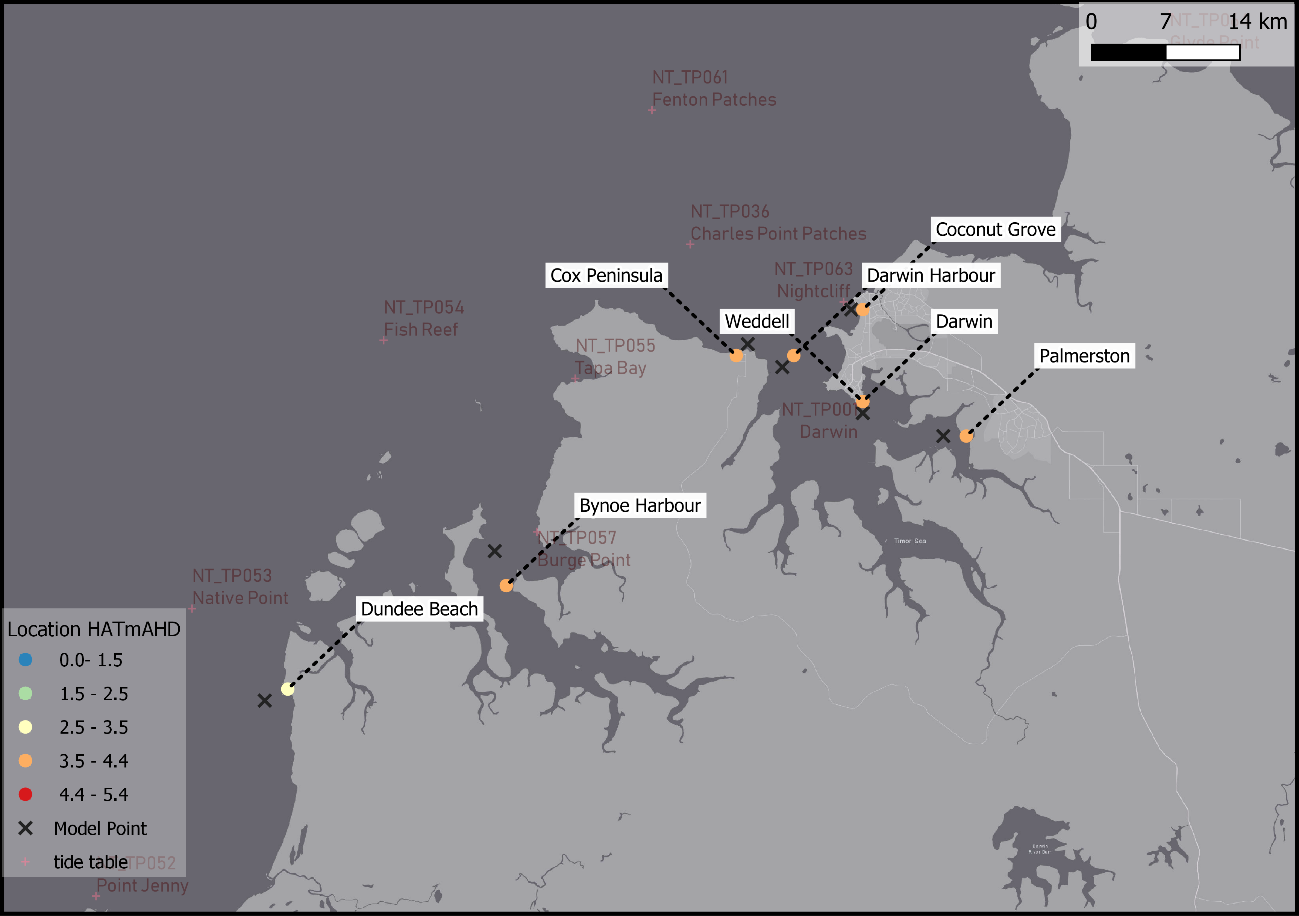 0 7 14 km
NT_TP061
Fenton Patches
NT_TP036
Charles Point Patches
Coconut Grove
NT_TP063
Nightcliff
Darwin Harbour
Cox Peninsula
NT_TP054
Fish Reef
Weddell
Darwin
NT_TP055
Tapa Bay
Palmerston
NT_TP001
Darwin
Bynoe Harbour
NT_TP057
Burge Point
NT_TP053
Native Point
Dundee Beach
Location HATmAHD
0.0- 1.5
1.5 - 2.5
2.5 - 3.5
3.5 - 4.4
4.4 - 5.4
Model Point
tide table
TP052
Point Jenny